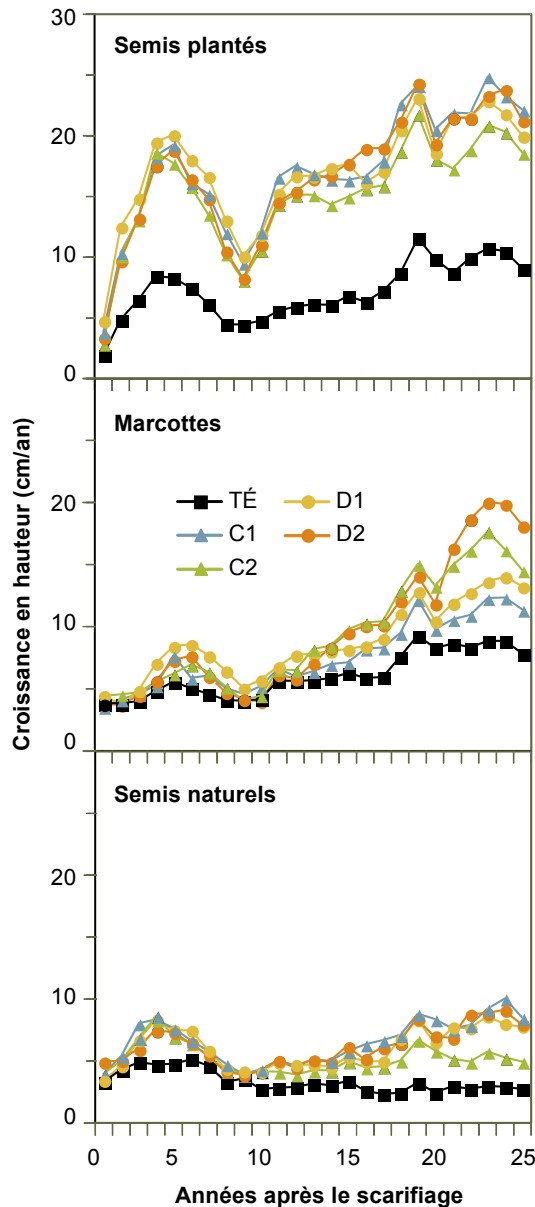 30
Semis plantés
20
10
0
Croissance en hauteur (cm/an)
Marcottes
TÉ
D1
C1
D2
C2
20
10
0
Semis naturels
20
10
0
0 5 10 15 20 25
Années après le scarifiage